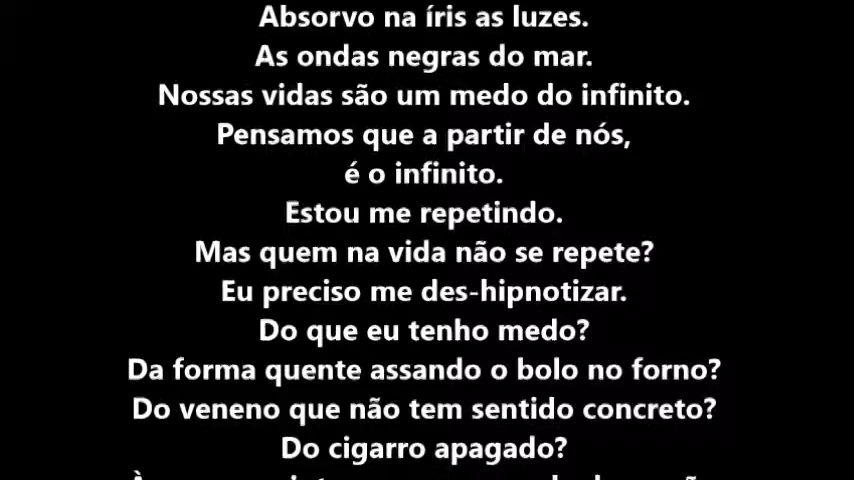 Absorvo na íris as luzes.
As ondas negras do mar.
Nossas vidas são um medo do infinito.
Pensamos que a partir de nós,
é o infinito.
Estou me repetindo.
Mas quem na vida não se repete?
Eu preciso me des-hipnotizar.
Do que eu tenho medo?
Da forma quente assando o bolo no forno?
Do veneno que não tem sentido concreto?
Do cigarro apagado?